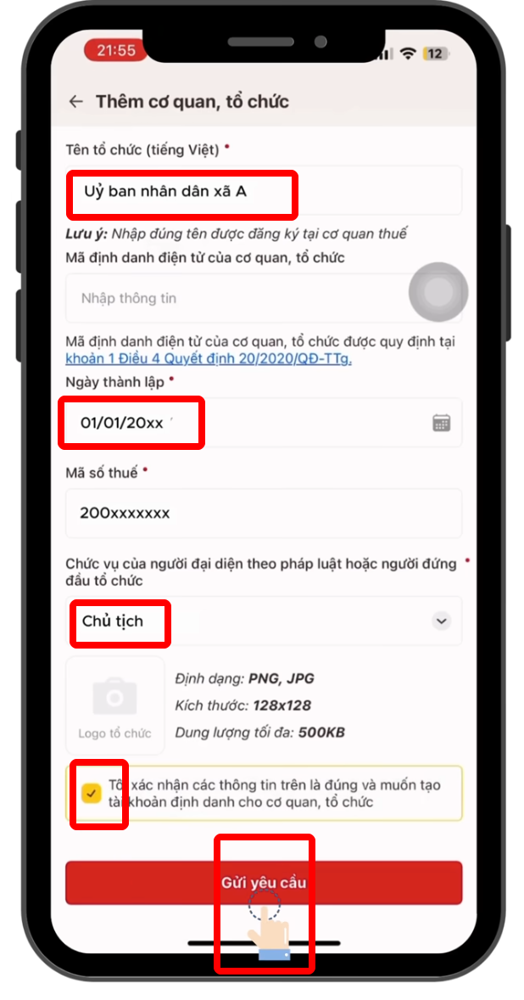 21:55
12
Thêm cơ quan, tổ chức
Tên tổ chức (tiếng Việt) *
Uỷ ban nhân dân xã A
Lưu ý: Nhập đúng tên được đăng ký tại cơ quan thuế
Mã định danh điện tử của cơ quan, tổ chức
Nhập thông tin
Mã định danh điện tử của cơ quan, tổ chức được quy định tại
khoản 1 Điều 4 Quyết định 20/2020/QĐ-TTg.
Ngày thành lập *
01/01/20xx
Mã số thuế *
200xxxxxxx
Chức vụ của người đại diện theo pháp luật hoặc người đứng *
đầu tổ chức
Chủ tịch
Định dạng: PNG, JPG
Kích thước: 128x128
Logo tổ chức
Dung lượng tối đa: 500KB
Tôi xác nhận các thông tin trên là đúng và muốn tạo
tài khoản định danh cho cơ quan, tổ chức
Gửi yêu cầu